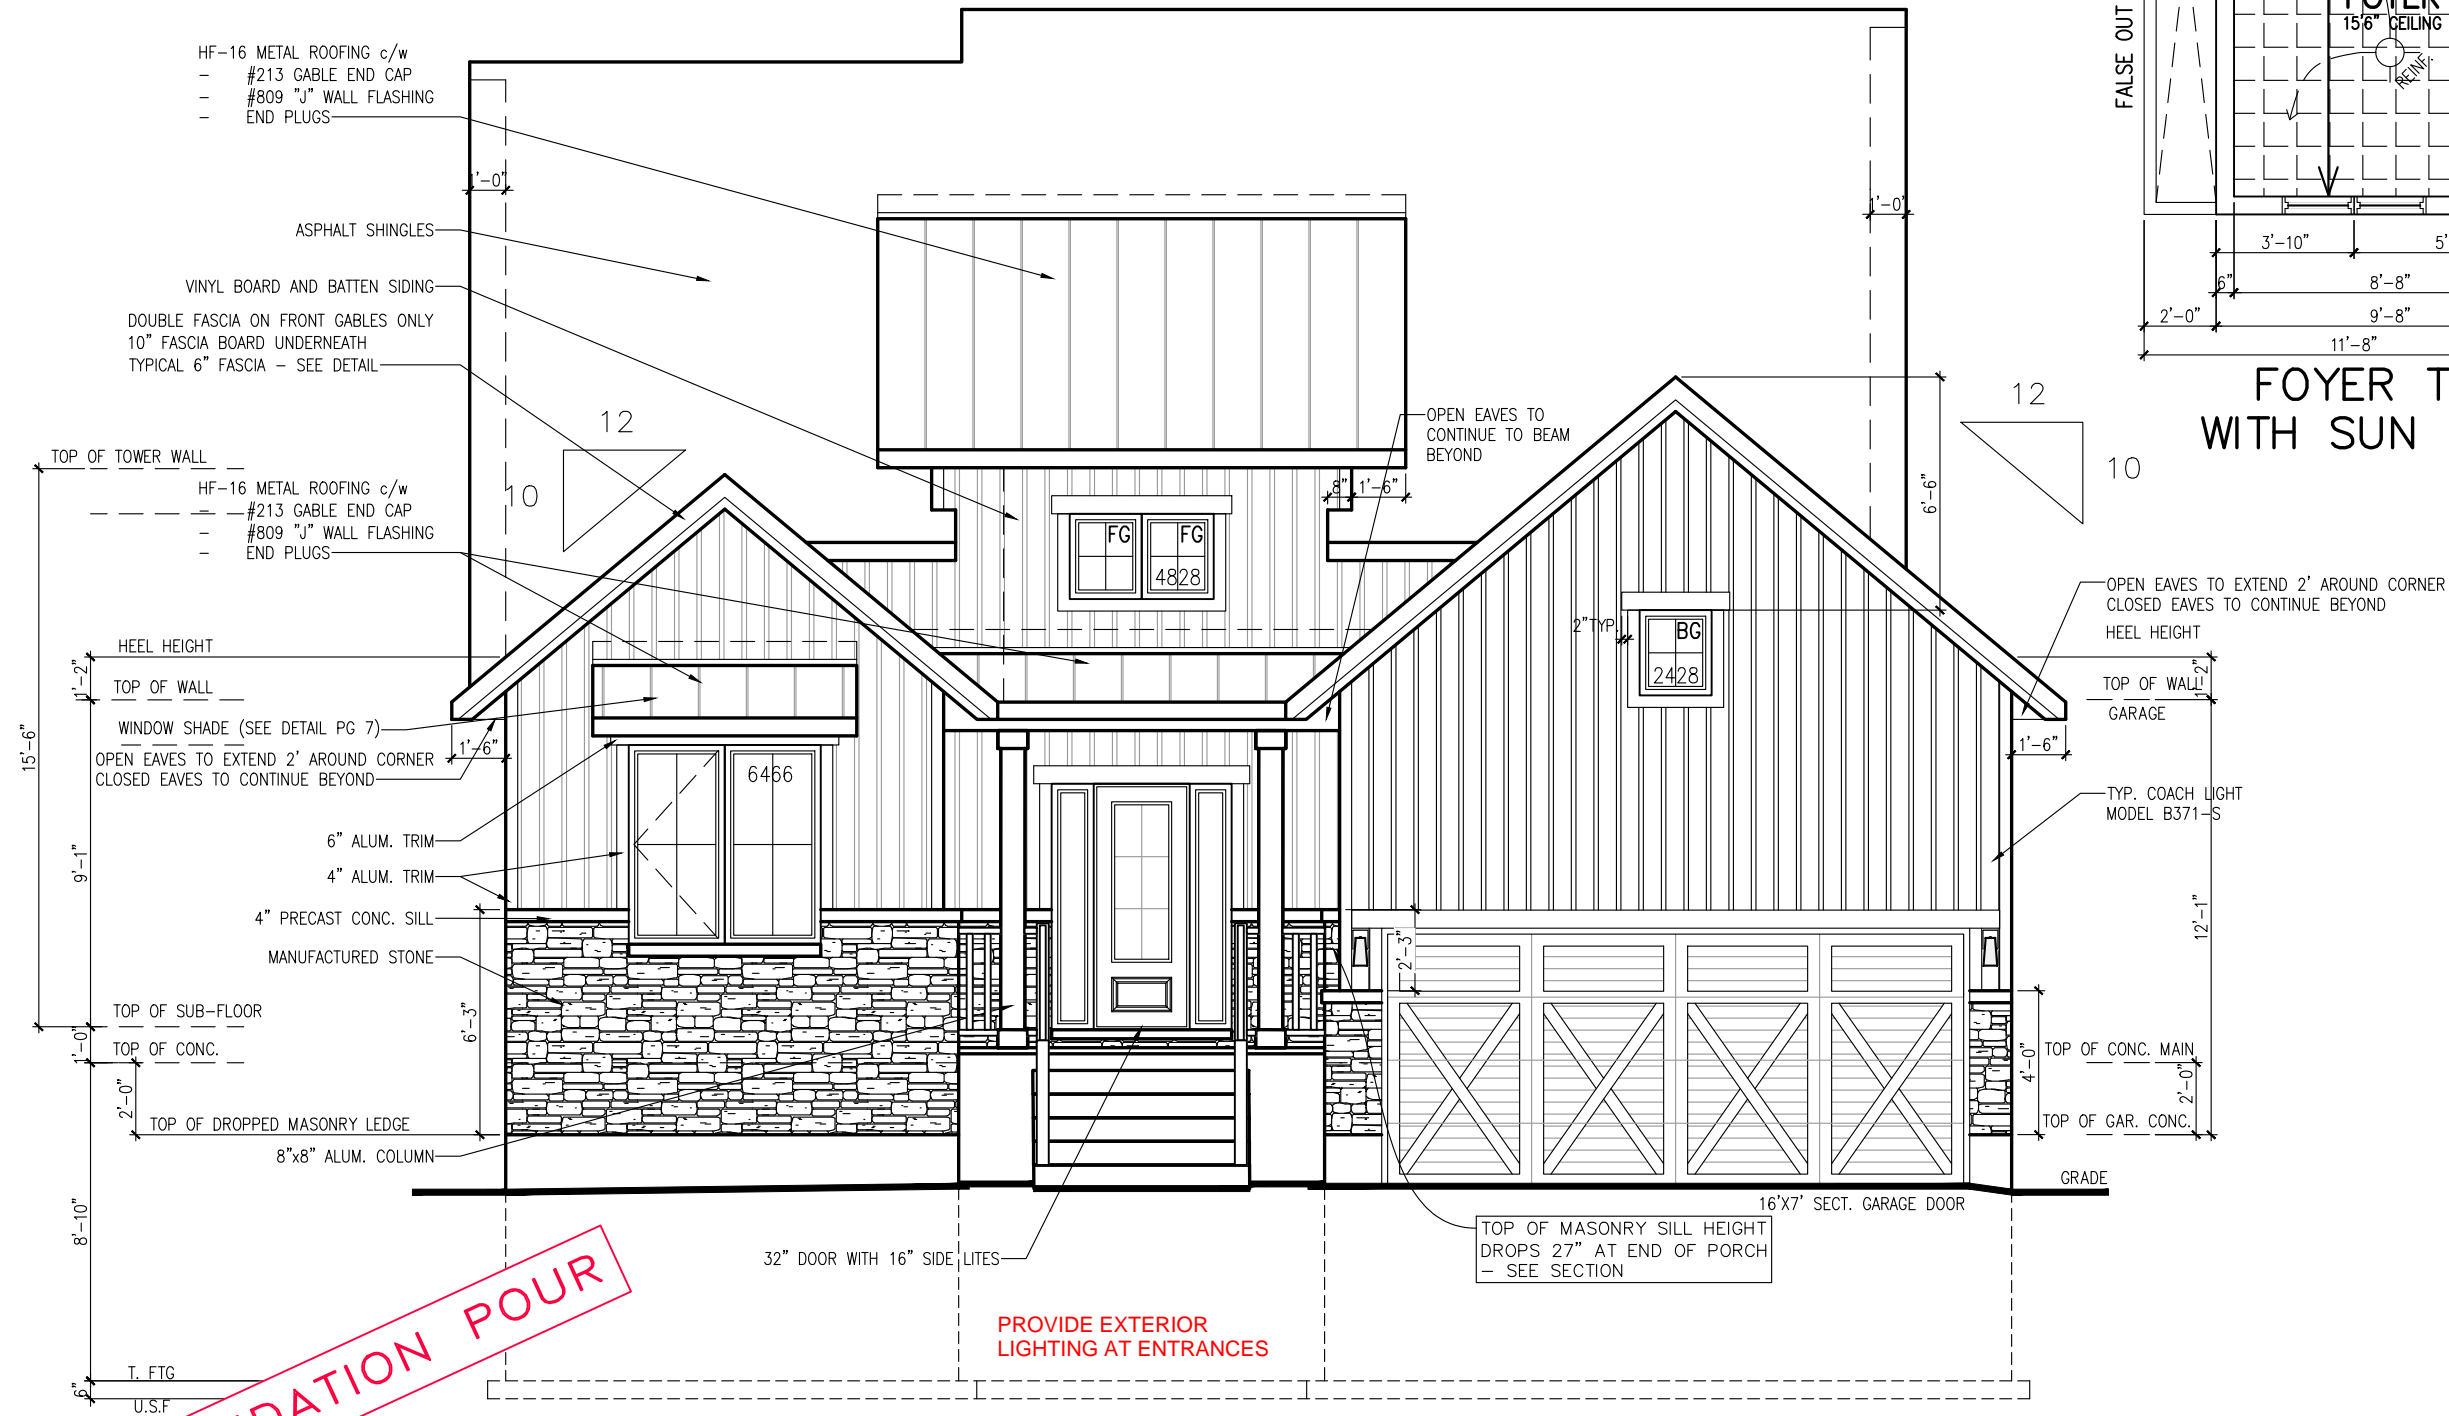 HF-16 METAL ROOFING c/w
- #213 GABLE END CAP
- #809 "J" WALL FLASHING
- END PLUGS
1'-0"
ASPHALT SHINGLES
VINYL BOARD AND BATTEN SIDING
DOUBLE FASCIA ON FRONT GABLES ONLY
10" FASCIA BOARD UNDERNEATH
TYPICAL 6" FASCIA - SEE DETAIL
12
10
TOP OF TOWER WALL
HF-16 METAL ROOFING c/w
- #213 GABLE END CAP
- #809 "J" WALL FLASHING
- END PLUGS
HEEL HEIGHT
1'-2"
TOP OF WALL
WINDOW SHADE (SEE DETAIL PG 7)
1'-6"
OPEN EAVES TO EXTEND 2' AROUND CORNER
CLOSED EAVES TO CONTINUE BEYOND
15'-6"
9'-1"
6" ALUM. TRIM
4" ALUM. TRIM
4" PRECAST CONC. SILL
MANUFACTURED STONE
6'-3"
TOP OF SUB-FLOOR
1'-0"
TOP OF CONC.
2'-0"
TOP OF DROPPED MASONRY LEDGE
8"x8" ALUM. COLUMN
8'-10"
T. FTG
6"
U.S.F
DATION POUR
32" DOOR WITH 16" SIDE LITES
PROVIDE EXTERIOR
LIGHTING AT ENTRANCES
6466
FG
FG
4828
8"
1'-6"
OPEN EAVES TO
CONTINUE TO BEAM
BEYOND
2"TYP.
BG
2428
2'-3"
TOP OF MASONRY SILL HEIGHT
DROPS 27" AT END OF PORCH
- SEE SECTION
16'X7' SECT. GARAGE DOOR
1'-0"
6'-6"
12
10
OPEN EAVES TO EXTEND 2' AROUND CORNER
CLOSED EAVES TO CONTINUE BEYOND
HEEL HEIGHT
1'-2"
TOP OF WALL
GARAGE
1'-6"
TYP. COACH LIGHT
MODEL B371-S
12'-1"
4'-0"
TOP OF CONC. MAIN
2'-0"
TOP OF GAR. CONC.
GRADE
FALSE OUT
FOYER
15'6" CEILING
REINF.
3'-10"
5'
6"
8'-8"
2'-0"
9'-8"
11'-8"
FOYER T
WITH SUN